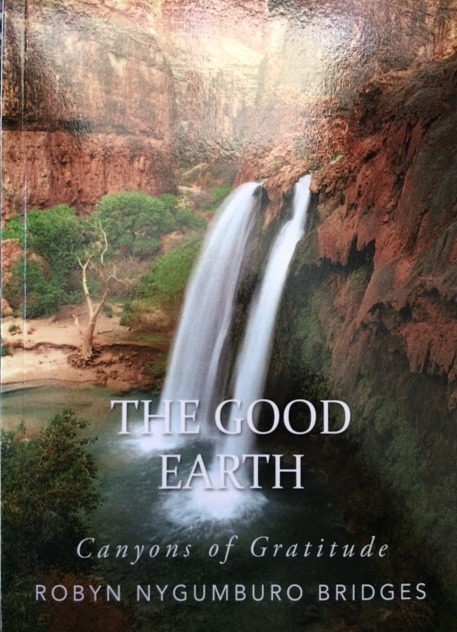 THE GOOD
EARTH
Canyons of Gratitude
ROBYN NYGUMBURO BRIDGES